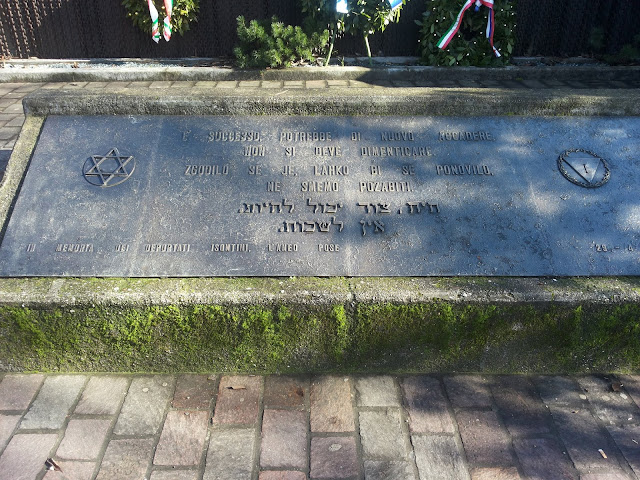 E' SUCCESSO, POTREBBE DI NUOVO ACCADERE
NON SI DEVE DIMENTICARE
ZGODILO SE JE, LAHKO BI SE PONOVILO,
NE SMEMO POZABITI.
היה, עוד יכול להיות.
אין לשכוח.
IN MEMORIA DEI DEPORTATI ISONTINI, L'ANED POSE